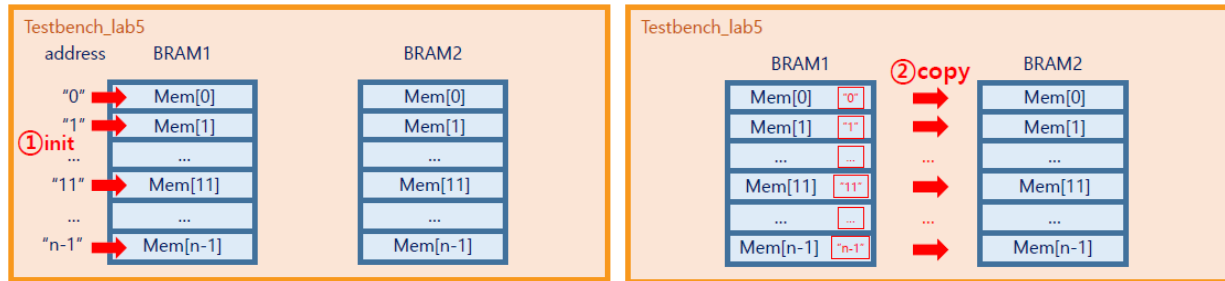 Testbench_lab5
address BRAM1 BRAM2
"0" Mem[0] Mem[0]
"1" Mem[1] Mem[1]
①init
... ... ...
"11" Mem[11] Mem[11]
... ... ...
"n-1" Mem[n-1] Mem[n-1]
Testbench_lab5
BRAM1 ②copy BRAM2
Mem[0] "0" Mem[0]
Mem[1] "1" Mem[1]
... ... ... ...
Mem[11] "11" Mem[11]
... ... ... ...
Mem[n-1] "n-1" Mem[n-1]